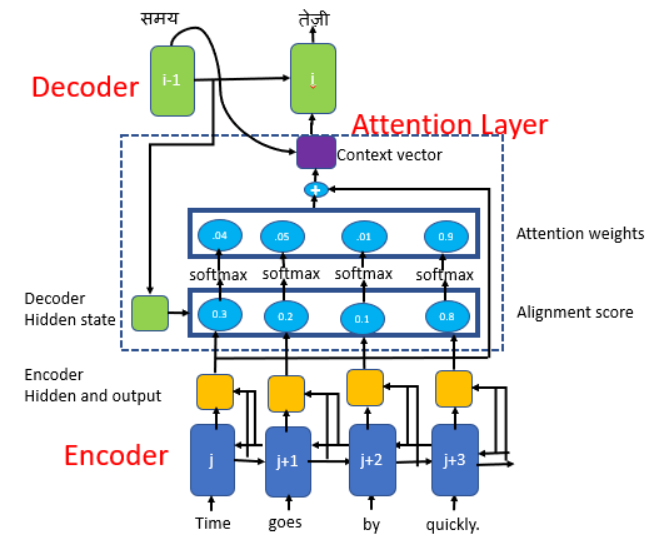 समय
तेज़ी
i-1
i
Decoder
Attention Layer
Context vector
+
.04
.05
.01
0.9
Attention weights
softmax
softmax
softmax
softmax
Decoder
Hidden state
0.3
0.2
0.1
0.8
Alignment score
Encoder
Hidden and output
Encoder
j
j+1
j+2
j+3
Time
goes
by
quickly.